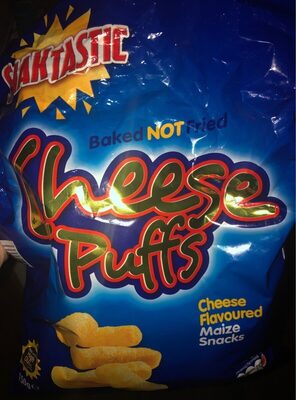 SNAKTASTIC
Baked NOT Fried
Cheese
Puffs
Cheese
Flavoured
Maize
Snacks